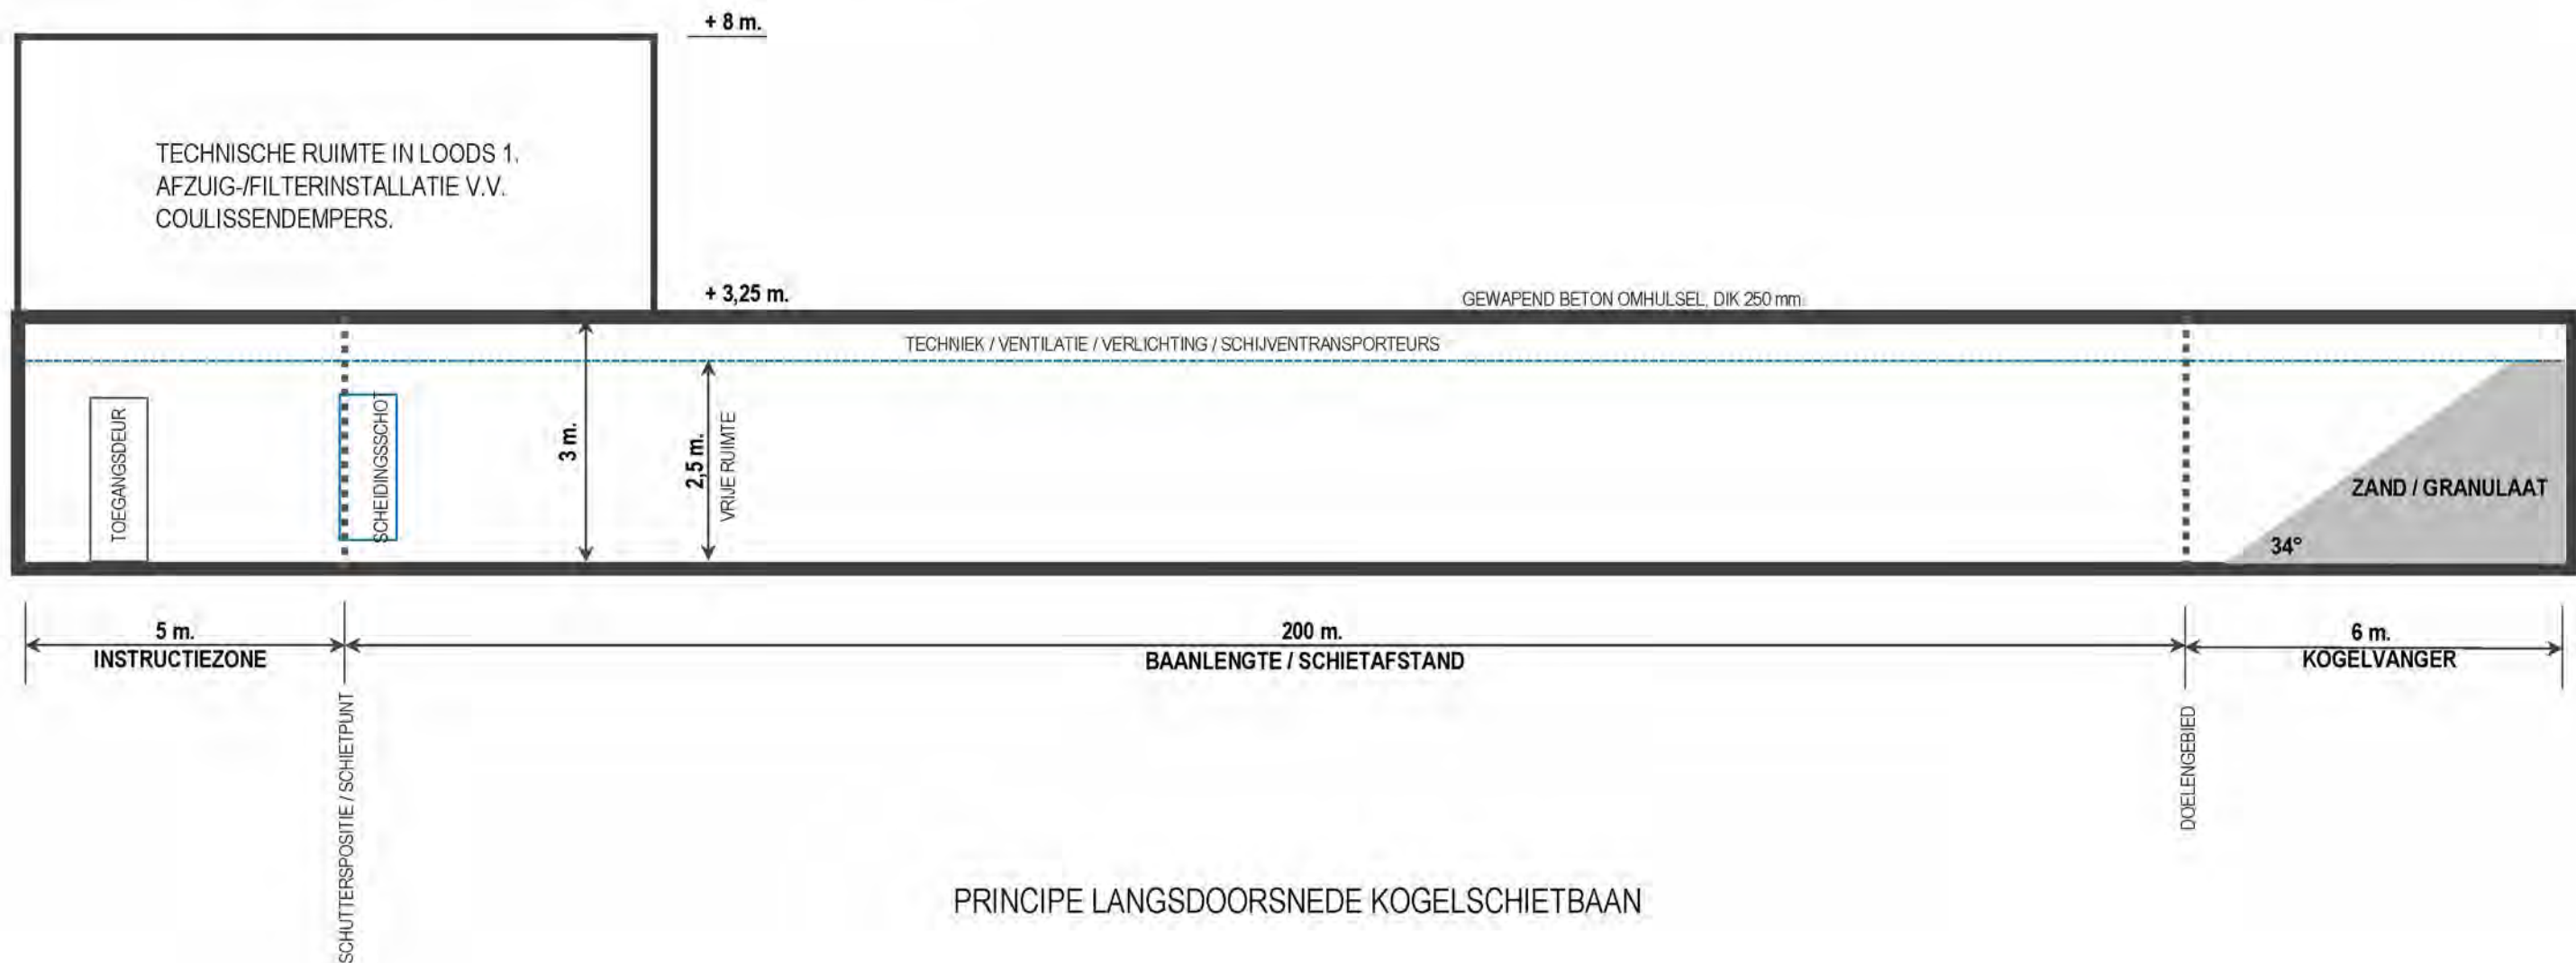 + 8 m.
TECHNISCHE RUIMTE IN LOODS 1.
AFZUIG-/FILTERINSTALLATIE V.V.
COULISSENDEMPERS.
+ 3,25 m.
GEWAPEND BETON OMHULSEL, DIK 250 mm.
TECHNIEK / VENTILATIE / VERLICHTING / SCHIJVENTRANSPORTEURS
TOEGANGSDEUR
SCHEIDINGSSCHOT
3 m.
2,5 m.
VRIJE RUIMTE
ZAND / GRANULAAT
34°
5 m.
INSTRUCTIEZONE
200 m.
BAANLENGTE / SCHIETAFSTAND
6 m.
KOGELVANGER
SCHUTTERSPOSITIE / SCHIETPUNT
DOELENGEBIED
PRINCIPE LANGSDOORSNEDE KOGELSCHIETBAAN